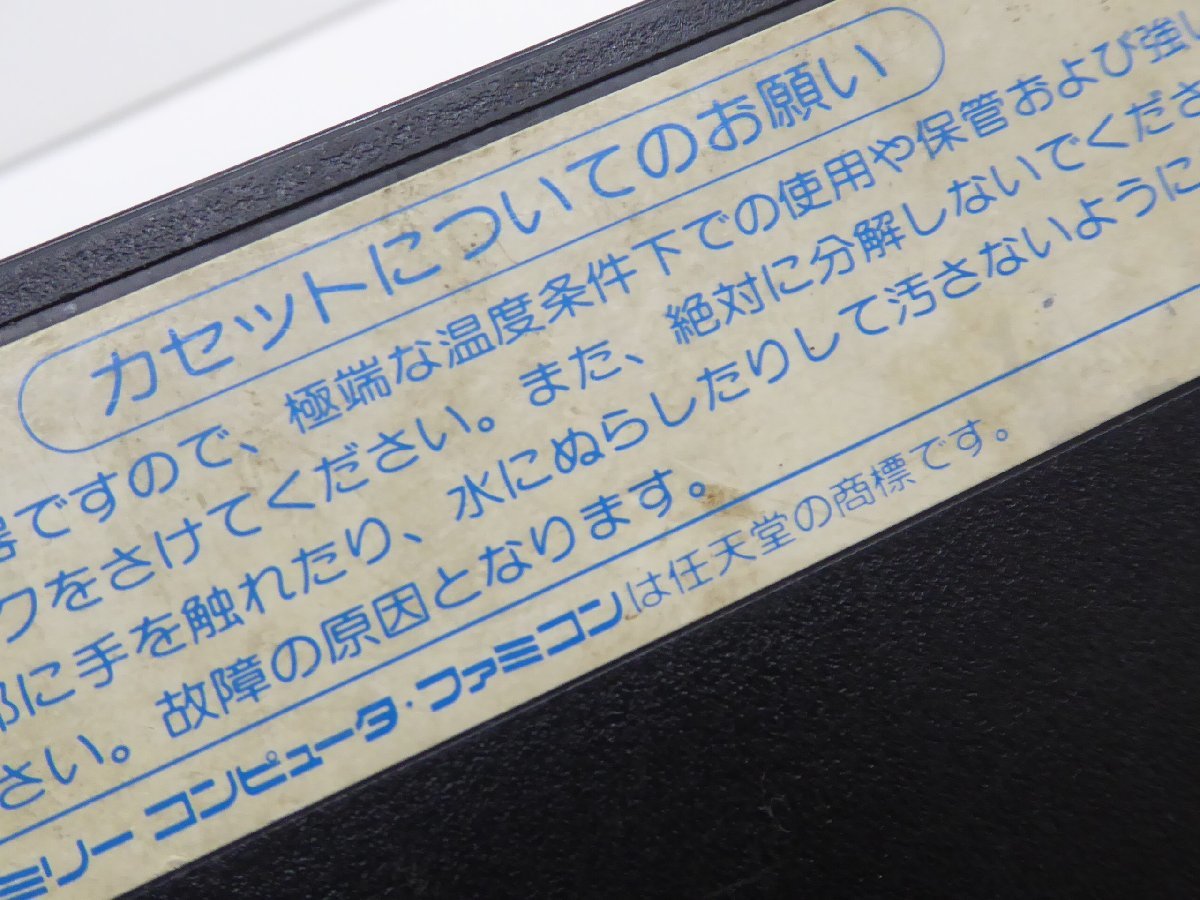 カセットについてのお願い
器ですので、極端な温度条件下での使用や保管および強い
クをさけてください。また、絶対に分解しないでくださ
部に手を触れたり、水にぬらしたりして汚さないように
さい。故障の原因となります。
ミリーコンピュータ・ファミコンは任天堂の商標です。